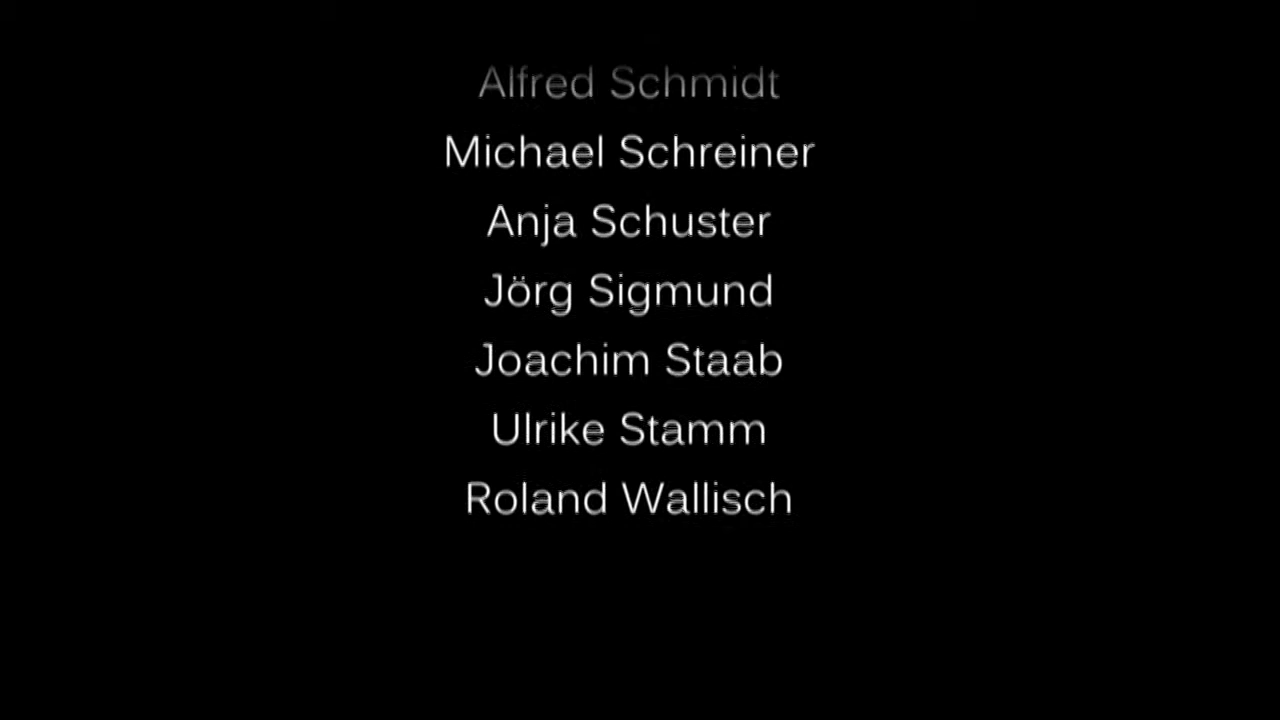 Alfred Schmidt
Michael Schreiner
Anja Schuster
Jörg Sigmund
Joachim Staab
Ulrike Stamm
Roland Wallisch